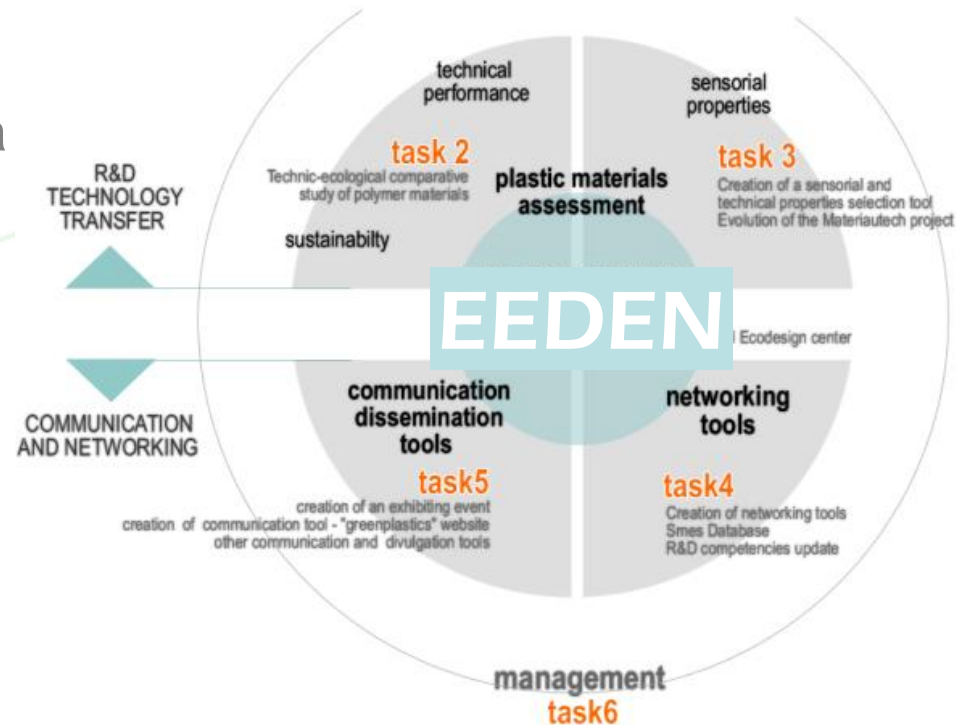 technical
performance
sensorial
properties
task 2
Technic-ecological comparative
study of polymer materials
sustainabilty
plastic materials
assessment
task 3
Creation of a sensorial and
technical properties selection tool
Evolution of the Materiautech project
R&D
TECHNOLOGY
TRANSFER
EEDEN
Ecodesign center
COMMUNICATION
AND NETWORKING
communication
dissemination
tools
task5
creation of an exhibiting event
creation of communication tool - "greenplastics" website
other communication and divulgation tools
networking
tools
task4
Creation of networking tools
Smes Database
R&D competencies update
management
task6